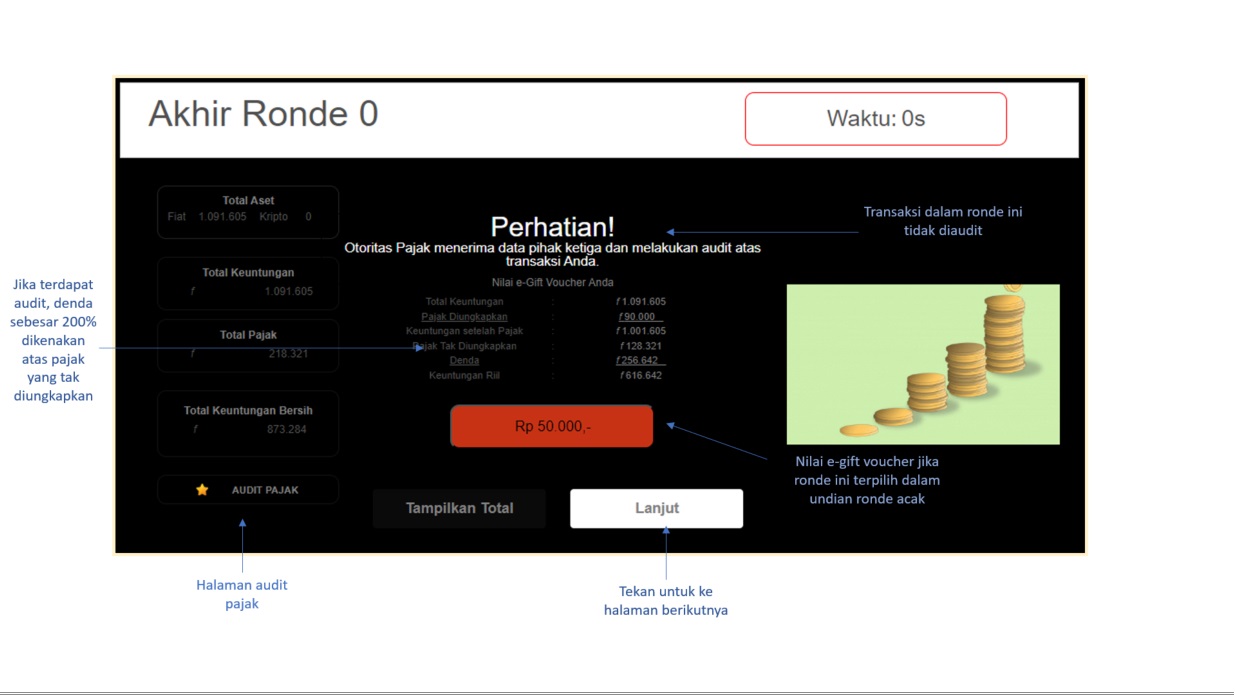 Akhir Ronde 0
Waktu: 0s
Total Aset
Fiat 1.091.605 Kripto 0
Total Keuntungan
f 1.091.605
Total Pajak
f 218.321
Total Keuntungan Bersih
f 873.284
AUDIT PAJAK
Perhatian!
Otoritas Pajak menerima data pihak ketiga dan melakukan audit atas
transaksi Anda.
Nilai e-Gift Voucher Anda
Total Keuntungan : f 1.091.605
Pajak Diungkapkan : f 90.000
Keuntungan setelah Pajak : f 1.001.605
Pajak Tak Diungkapkan : f 128.321
Denda : f 256.642
Keuntungan Riil : f 616.642
Rp 50.000,-
Tampilkan Total
Lanjut
Transaksi dalam ronde ini
tidak diaudit
Jika terdapat
audit, denda
sebesar 200%
dikenakan
atas pajak
yang tak
diungkapkan
Nilai e-gift voucher jika
ronde ini terpilih dalam
undian ronde acak
Halaman audit
pajak
Tekan untuk ke
halaman berikutnya